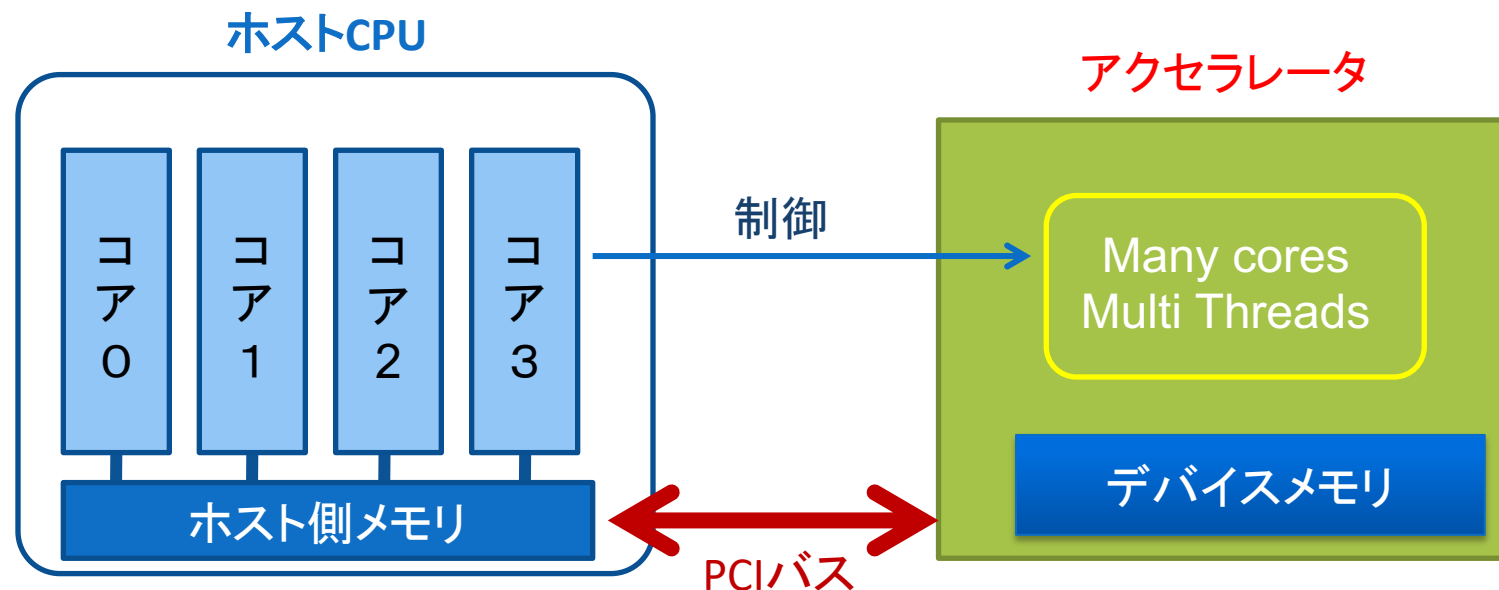 ホストCPU
アクセラレータ
コア0
コア1
コア2
コア3
制御
Many cores
Multi Threads
ホスト側メモリ
デバイスメモリ
PCIバス